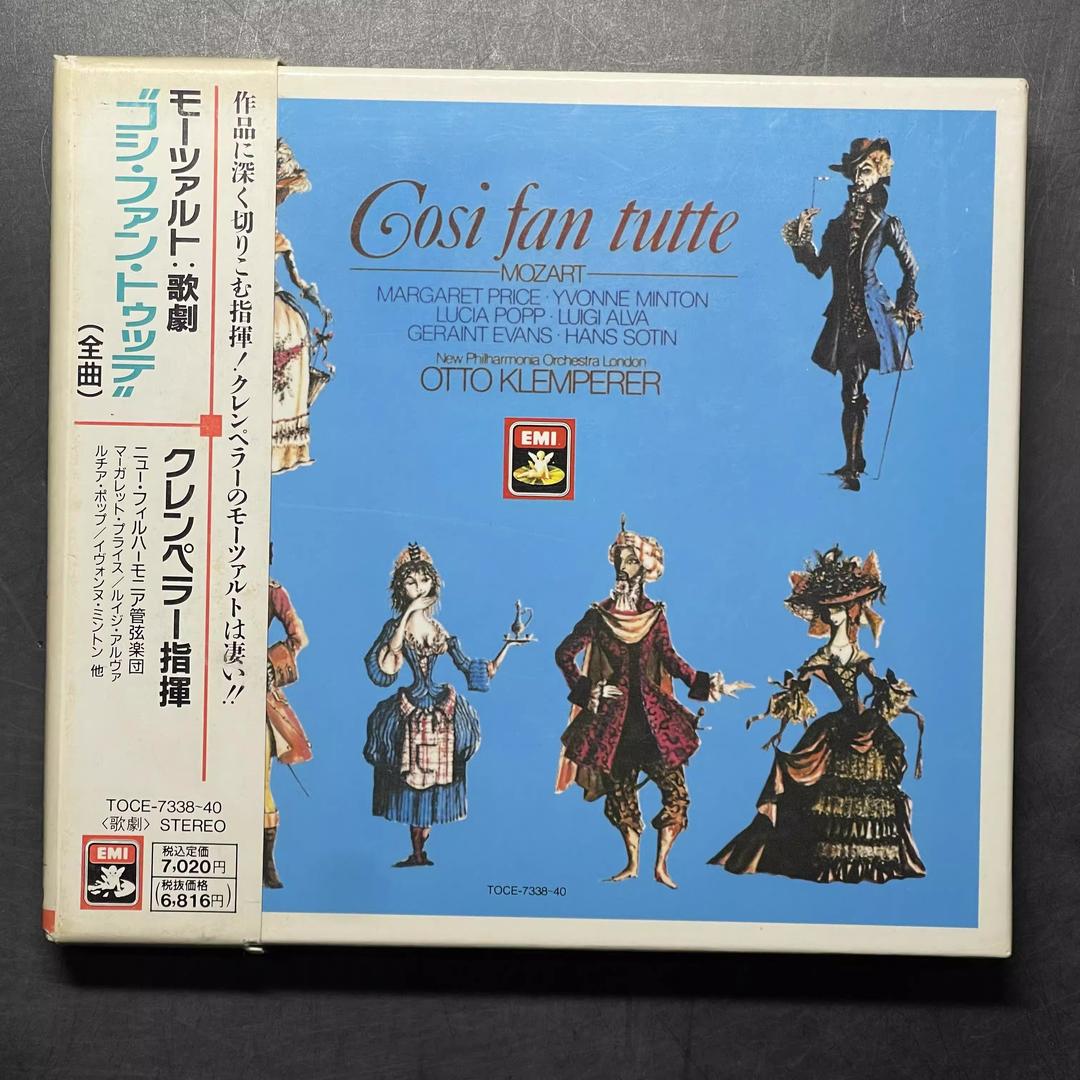 作品に深く切りこむ指揮!クレンペラーのモーツァルトは凄い!!
モーツァルト:歌劇
“コシ・ファン・トゥッテ”
(全曲)
クレンペラー指揮
ニュー・フィルハーモニア管弦楽団
マーガレット・プライス/ルイジ・アルヴァ
ルチア・ポップ/イヴォンヌ・ミントン 他
TOCE-7338~40
〈歌劇〉 STEREO
EMI
税込定価
7,020円
(税抜価格
6,816円)
Cosi fan tutte
MOZART
MARGARET PRICE · YVONNE MINTON
LUCIA POPP · LUIGI ALVA
GERAINT EVANS · HANS SOTIN
New Philharmonia Orchestra London
OTTO KLEMPERER
EMI
TOCE-7338~40